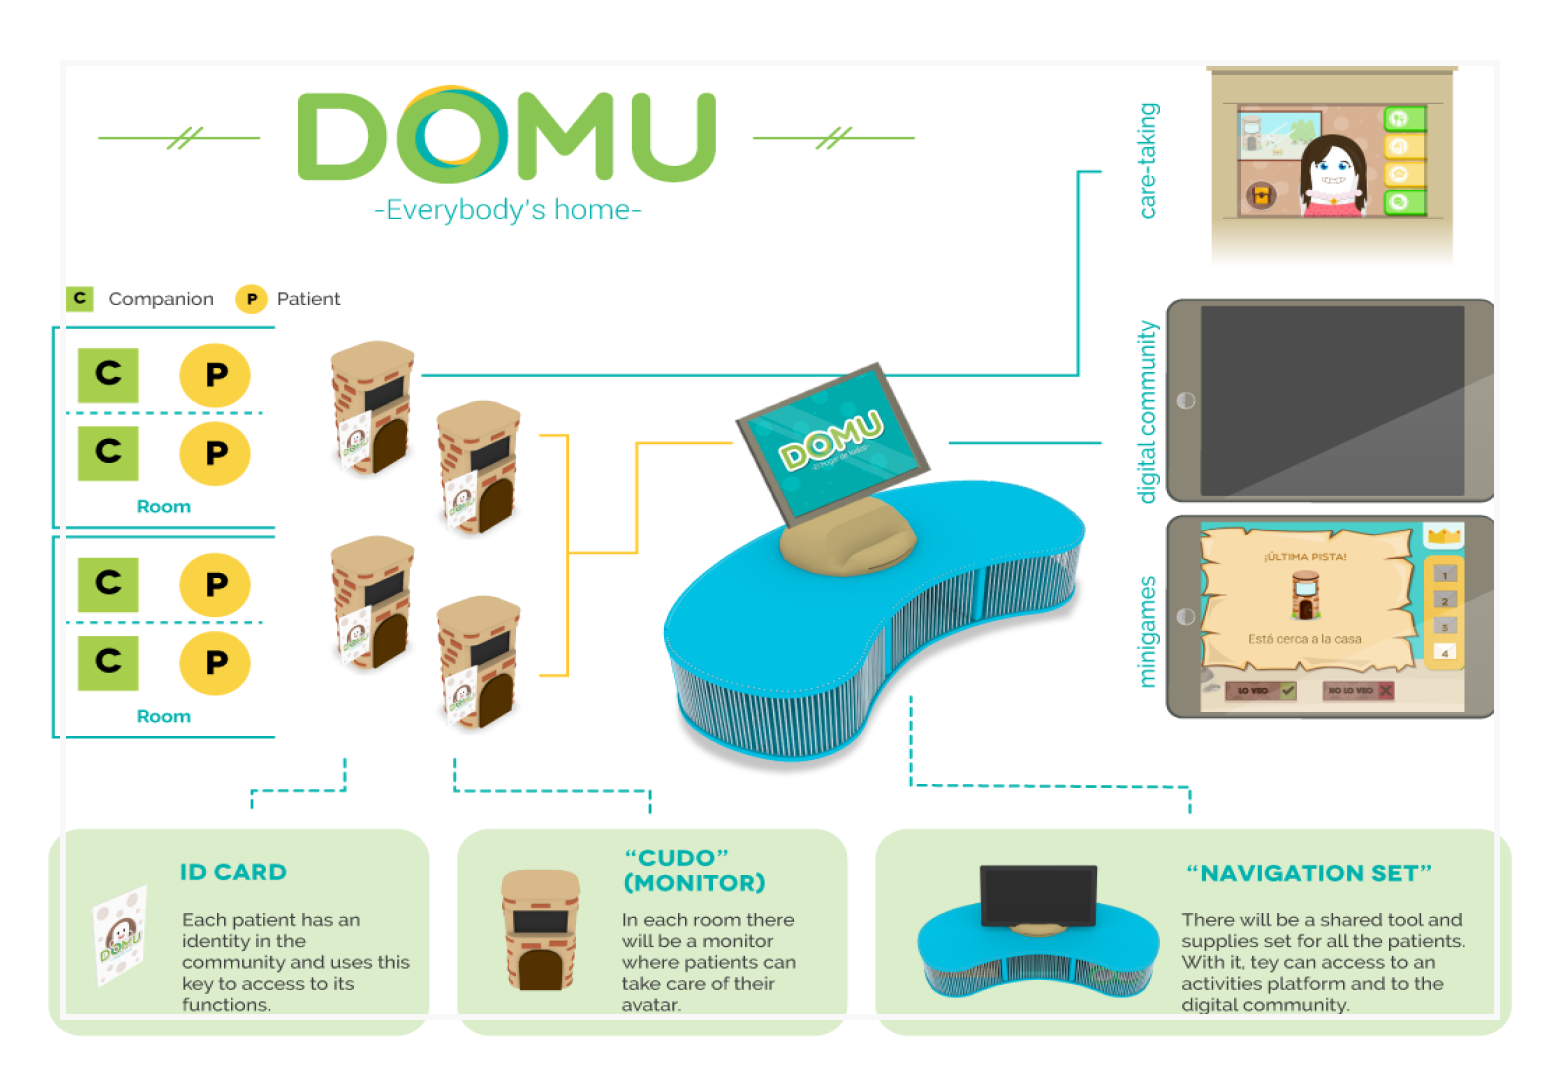 DOMU
-Everybody's home-
care-taking
C Companion P Patient
C P
C P
Room
C P
C P
Room
DOMU
DOMU
DOMU
DOMU
DOMU
-El hogar de todos-
digital community
minigames
¡ÚLTIMA PISTA!
Está cerca a la casa
1
2
3
4
LO VEO
NO LO VEO
ID CARD
DOMU
Each patient has an
identity in the
community and uses this
key to access to its
functions.
“CUDO”
(MONITOR)
In each room there
will be a monitor
where patients can
take care of their
avatar.
“NAVIGATION SET”
There will be a shared tool and
supplies set for all the patients.
With it, tey can access to an
activities platform and to the
digital community.